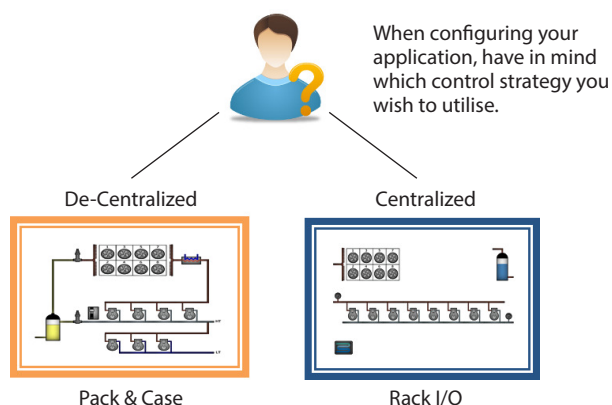 When configuring your
application, have in mind
which control strategy you
wish to utilise.
De-Centralized
Centralized
Pack & Case
Rack I/O